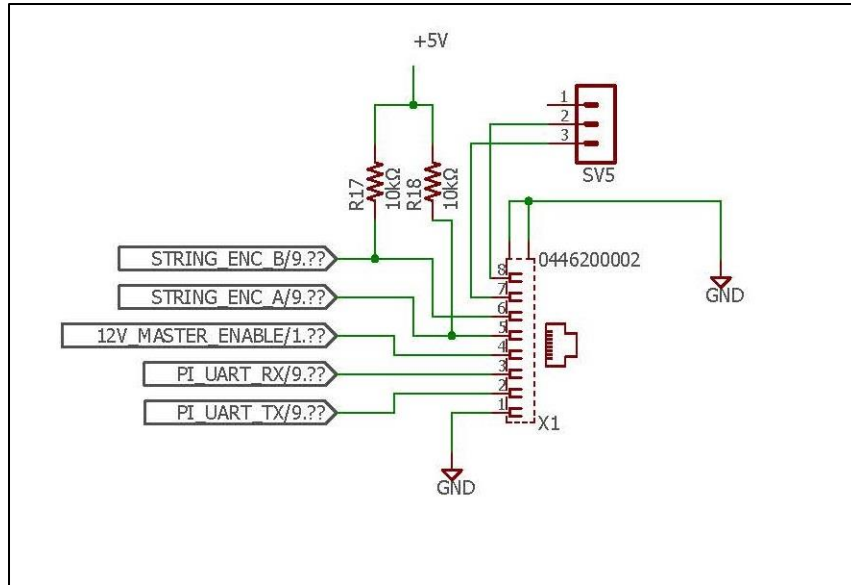 +5V
1
2
3
SV5
R17
10kΩ
R18
10kΩ
STRING_ENC_B/9.??
STRING_ENC_A/9.??
12V_MASTER_ENABLE/1.??
PI_UART_RX/9.??
PI_UART_TX/9.??
0446200002
8
7
6
5
4
3
2
1
X1
GND
GND